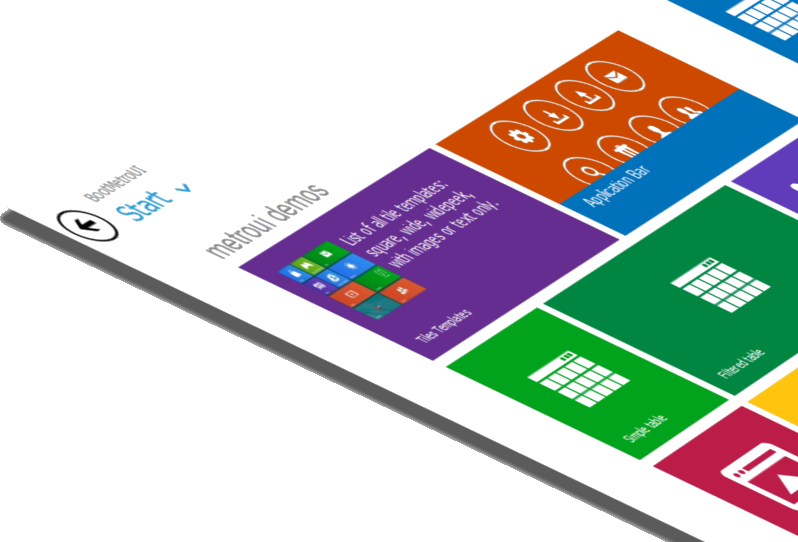 BootMetroUI
Start
metroui demos
List of all tile templates:
square, wide, widepeek,
with images or text only.
Tiles Templates
Application Bar
Simple table
Filtered table